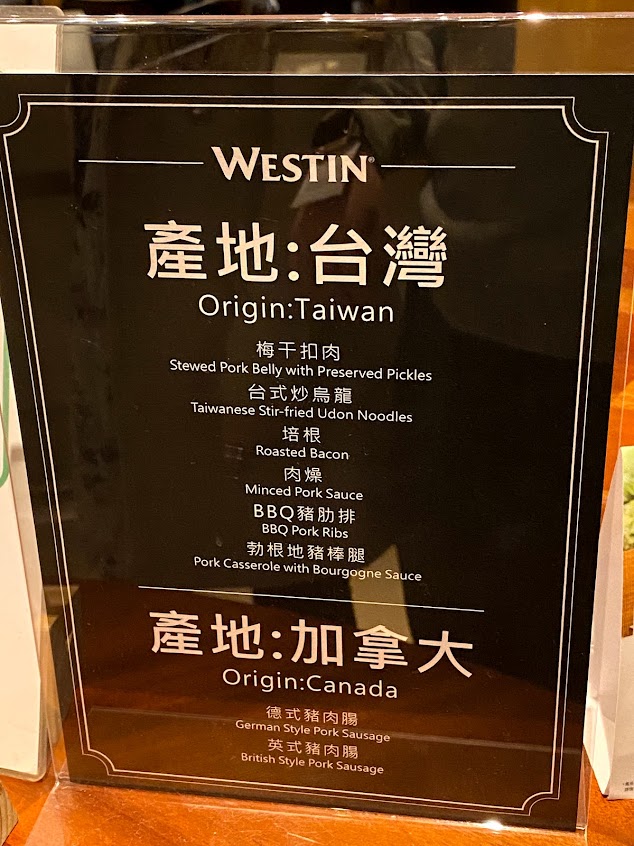 WESTIN®
產地:台灣
Origin:Taiwan
梅干扣肉
Stewed Pork Belly with Preserved Pickles
台式炒烏龍
Taiwanese Stir-fried Udon Noodles
培根
Roasted Bacon
肉燥
Minced Pork Sauce
BBQ豬肋排
BBQ Pork Ribs
勃根地豬棒腿
Pork Casserole with Bourgogne Sauce
產地:加拿大
Origin:Canada
德式豬肉腸
German Style Pork Sausage
英式豬肉腸
British Style Pork Sausage